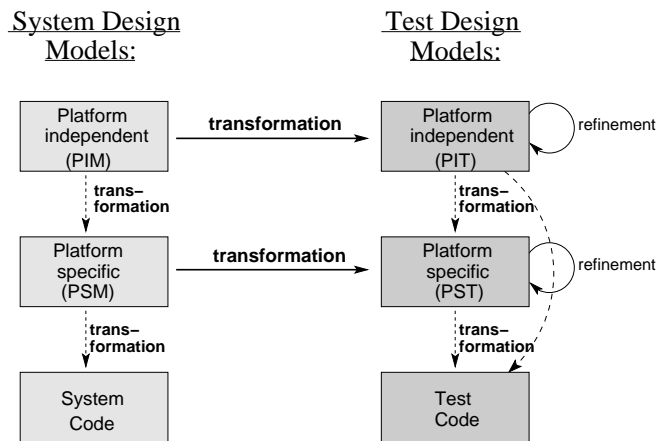 System Design
Models:
Test Design
Models:
Platform
independent
(PIM)
transformation
Platform
independent
(PIT)
refinement
trans-
formation
trans-
formation
Platform
specific
(PSM)
transformation
Platform
specific
(PST)
refinement
trans-
formation
trans-
formation
System
Code
Test
Code